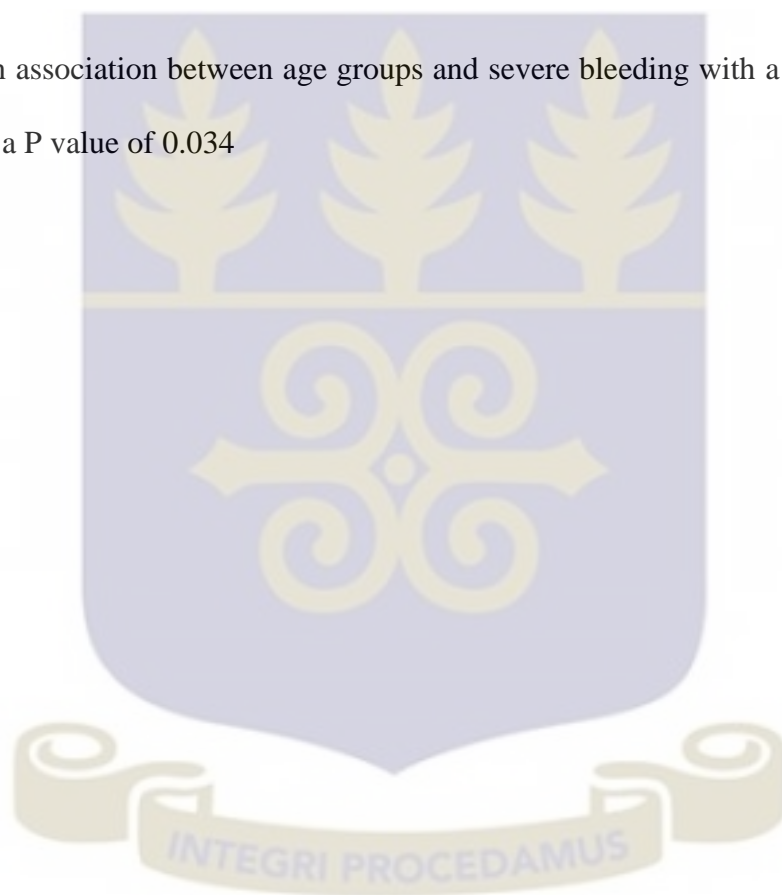 association between age groups and severe bleeding with a
a P value of 0.034
INTEGRI PROCEDAMUS